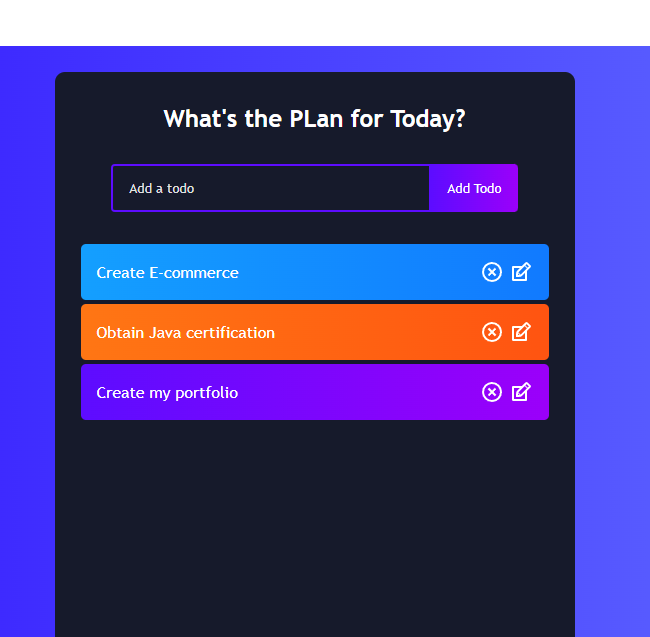 What's the PLan for Today?
Add a todo
Add Todo
Create E-commerce
Obtain Java certification
Create my portfolio